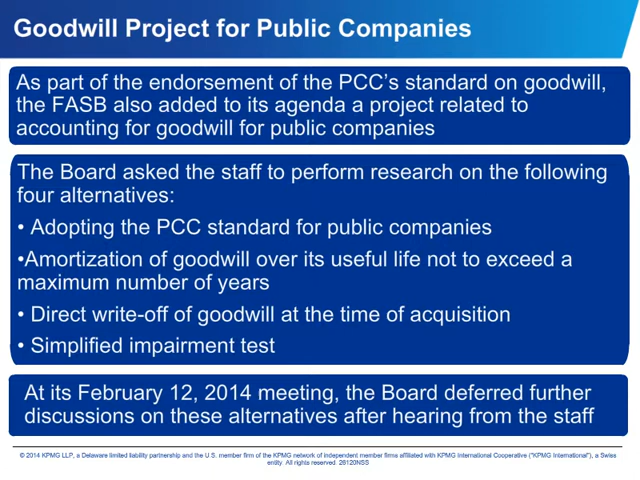 Goodwill Project for Public Companies
As part of the endorsement of the PCC's standard on goodwill,
the FASB also added to its agenda a project related to
accounting for goodwill for public companies
The Board asked the staff to perform research on the following
four alternatives:
• Adopting the PCC standard for public companies
•Amortization of goodwill over its useful life not to exceed a
maximum number of years
• Direct write-off of goodwill at the time of acquisition
• Simplified impairment test
At its February 12, 2014 meeting, the Board deferred further
discussions on these alternatives after hearing from the staff
© 2014 KPMG LLP, a Delaware limited liability partnership and the U.S. member firm of the KPMG network of independent member firms affiliated with KPMG International Cooperative ("KPMG International"), a Swiss
entity  All rights reserved  28120NSS